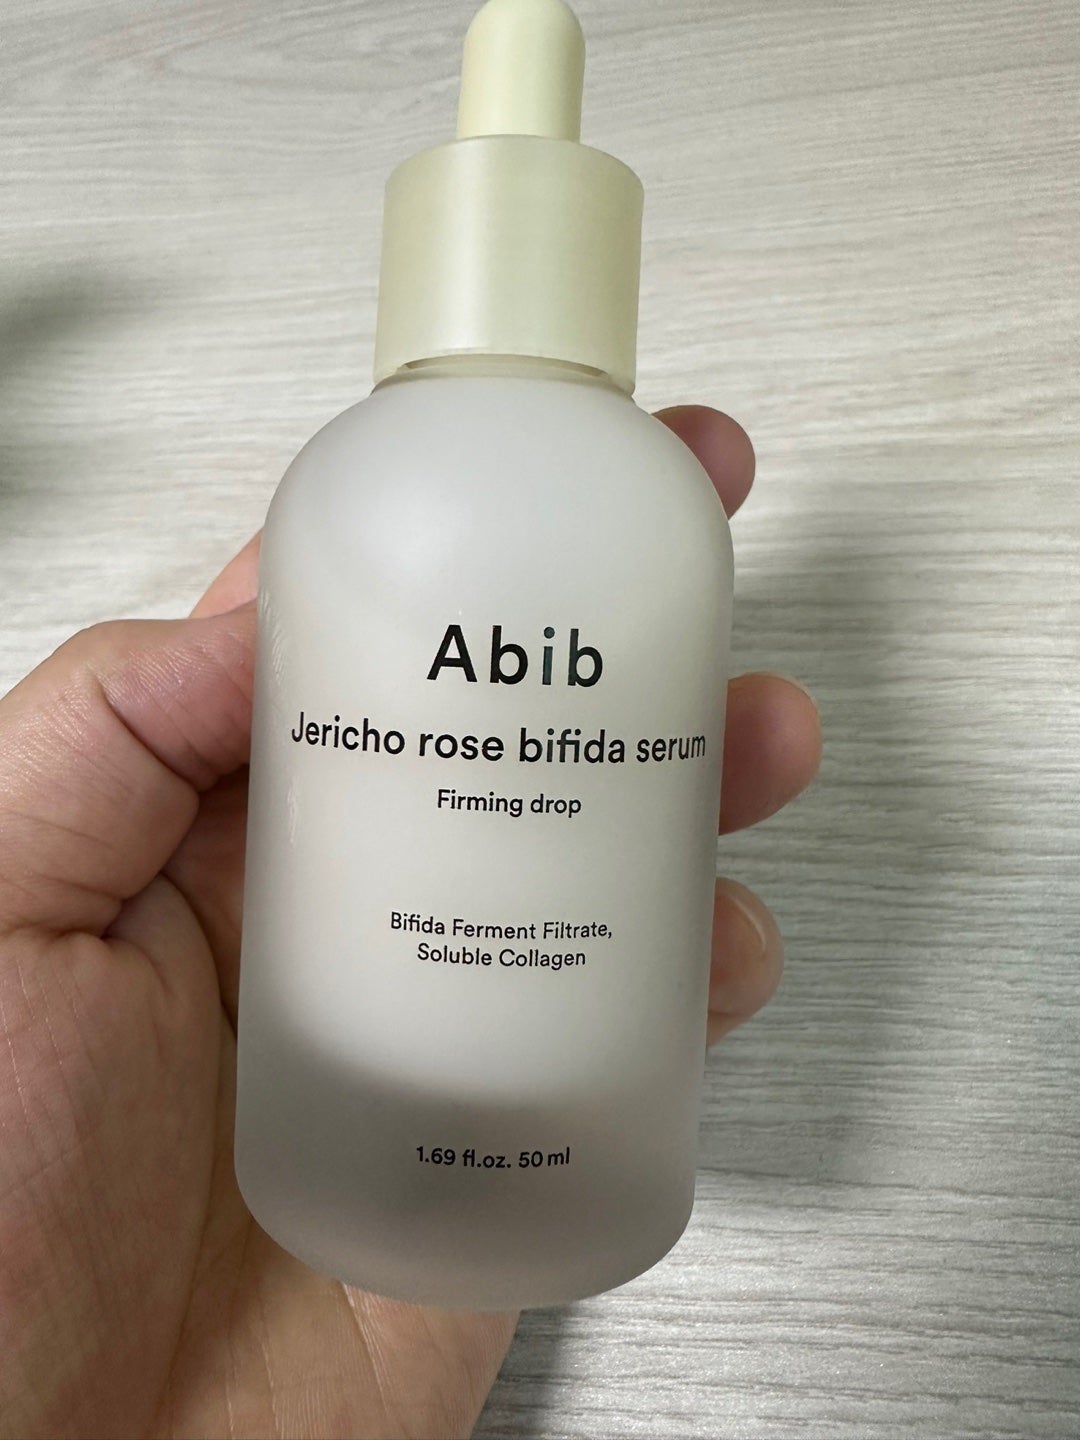 Abib
Jericho rose bifida serum
Firming drop
Bifida Ferment Filtrate,
Soluble Collagen
1.69 fl.oz. 50 ml